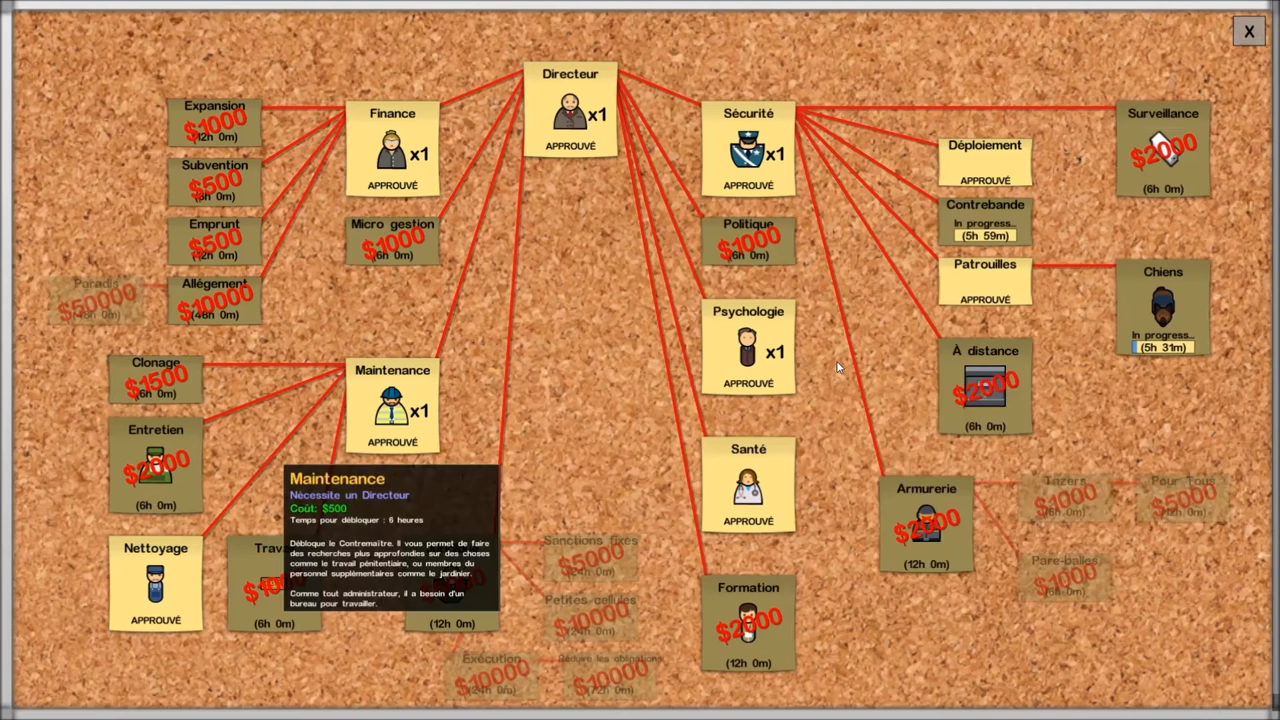 X
Directeur
x1
APPROUVÉ
Expansion
$1000
(12h 0m)
Finance
x1
APPROUVÉ
Sécurité
x1
APPROUVÉ
Surveillance
$2000
(6h 0m)
Déploiement
APPROUVÉ
Subvention
$500
Contrebande
In progress...
(5h 59m)
Emprunt
$500
Micro gestion
$1000
Politique
$1000
Patrouilles
APPROUVÉ
Chiens
In progress...
(5h 31m)
Paradis
$50000
Allégement
$10000
(48h 0m)
Psychologie
x1
APPROUVÉ
À distance
$2000
(6h 0m)
Clonage
$1500
Maintenance
x1
APPROUVÉ
Entretien
$2000
(6h 0m)
Santé
APPROUVÉ
Maintenance
Nécessite un Directeur
Coût: $500
Temps pour débloquer : 6 heures
Débloque le Contremaître. Il vous permet de faire
des recherches plus approfondies sur des choses
comme le travail pénitentiaire, ou membres du
personnel supplémentaires comme le jardinier.
Comme tout administrateur, il a besoin d'un
bureau pour travailler.
Armurerie
$2000
(12h 0m)
Tazers
$1000
Pour Tous
$5000
Nettoyage
APPROUVÉ
(6h 0m)
(12h 0m)
Sanctions fixes
$5000
Petites cellules
$10000
Pare-balles
$1000
Formation
$2000
(12h 0m)
Exécution
$10000
Réduire les obligations
$10000